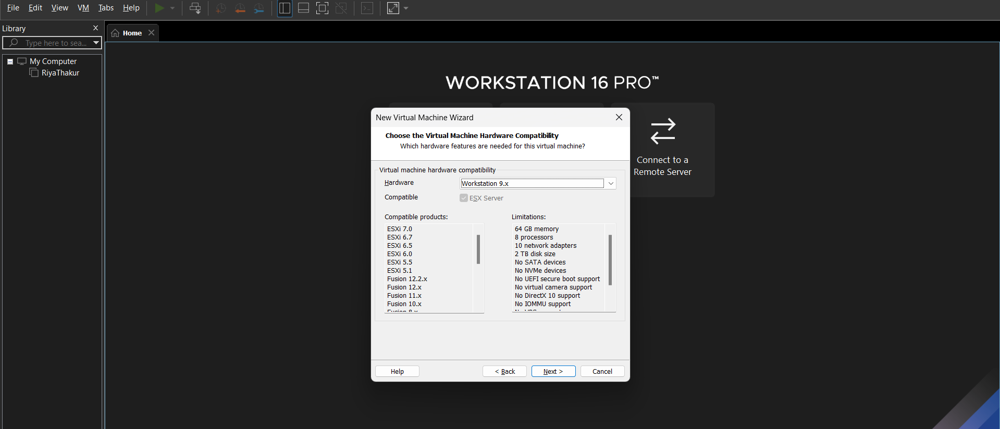 File Edit View VM Tabs Help
Library
Type here to sea...
My Computer
RiyaThakur
Home
WORKSTATION 16 PRO™
Connect to a
Remote Server
New Virtual Machine Wizard
Choose the Virtual Machine Hardware Compatibility
Which hardware features are needed for this virtual machine?
Virtual machine hardware compatibility
Hardware
Workstation 9.x
Compatible
ESX Server
Compatible products:
ESXi 7.0
ESXi 6.7
ESXi 6.5
ESXi 6.0
ESXi 5.5
ESXi 5.1
Fusion 12.2.x
Fusion 12.x
Fusion 11.x
Fusion 10.x
Limitations:
64 GB memory
8 processors
10 network adapters
2 TB disk size
No SATA devices
No NVMe devices
No UEFI secure boot support
No virtual camera support
No DirectX 10 support
No IOMMU support
Help
< Back
Next >
Cancel